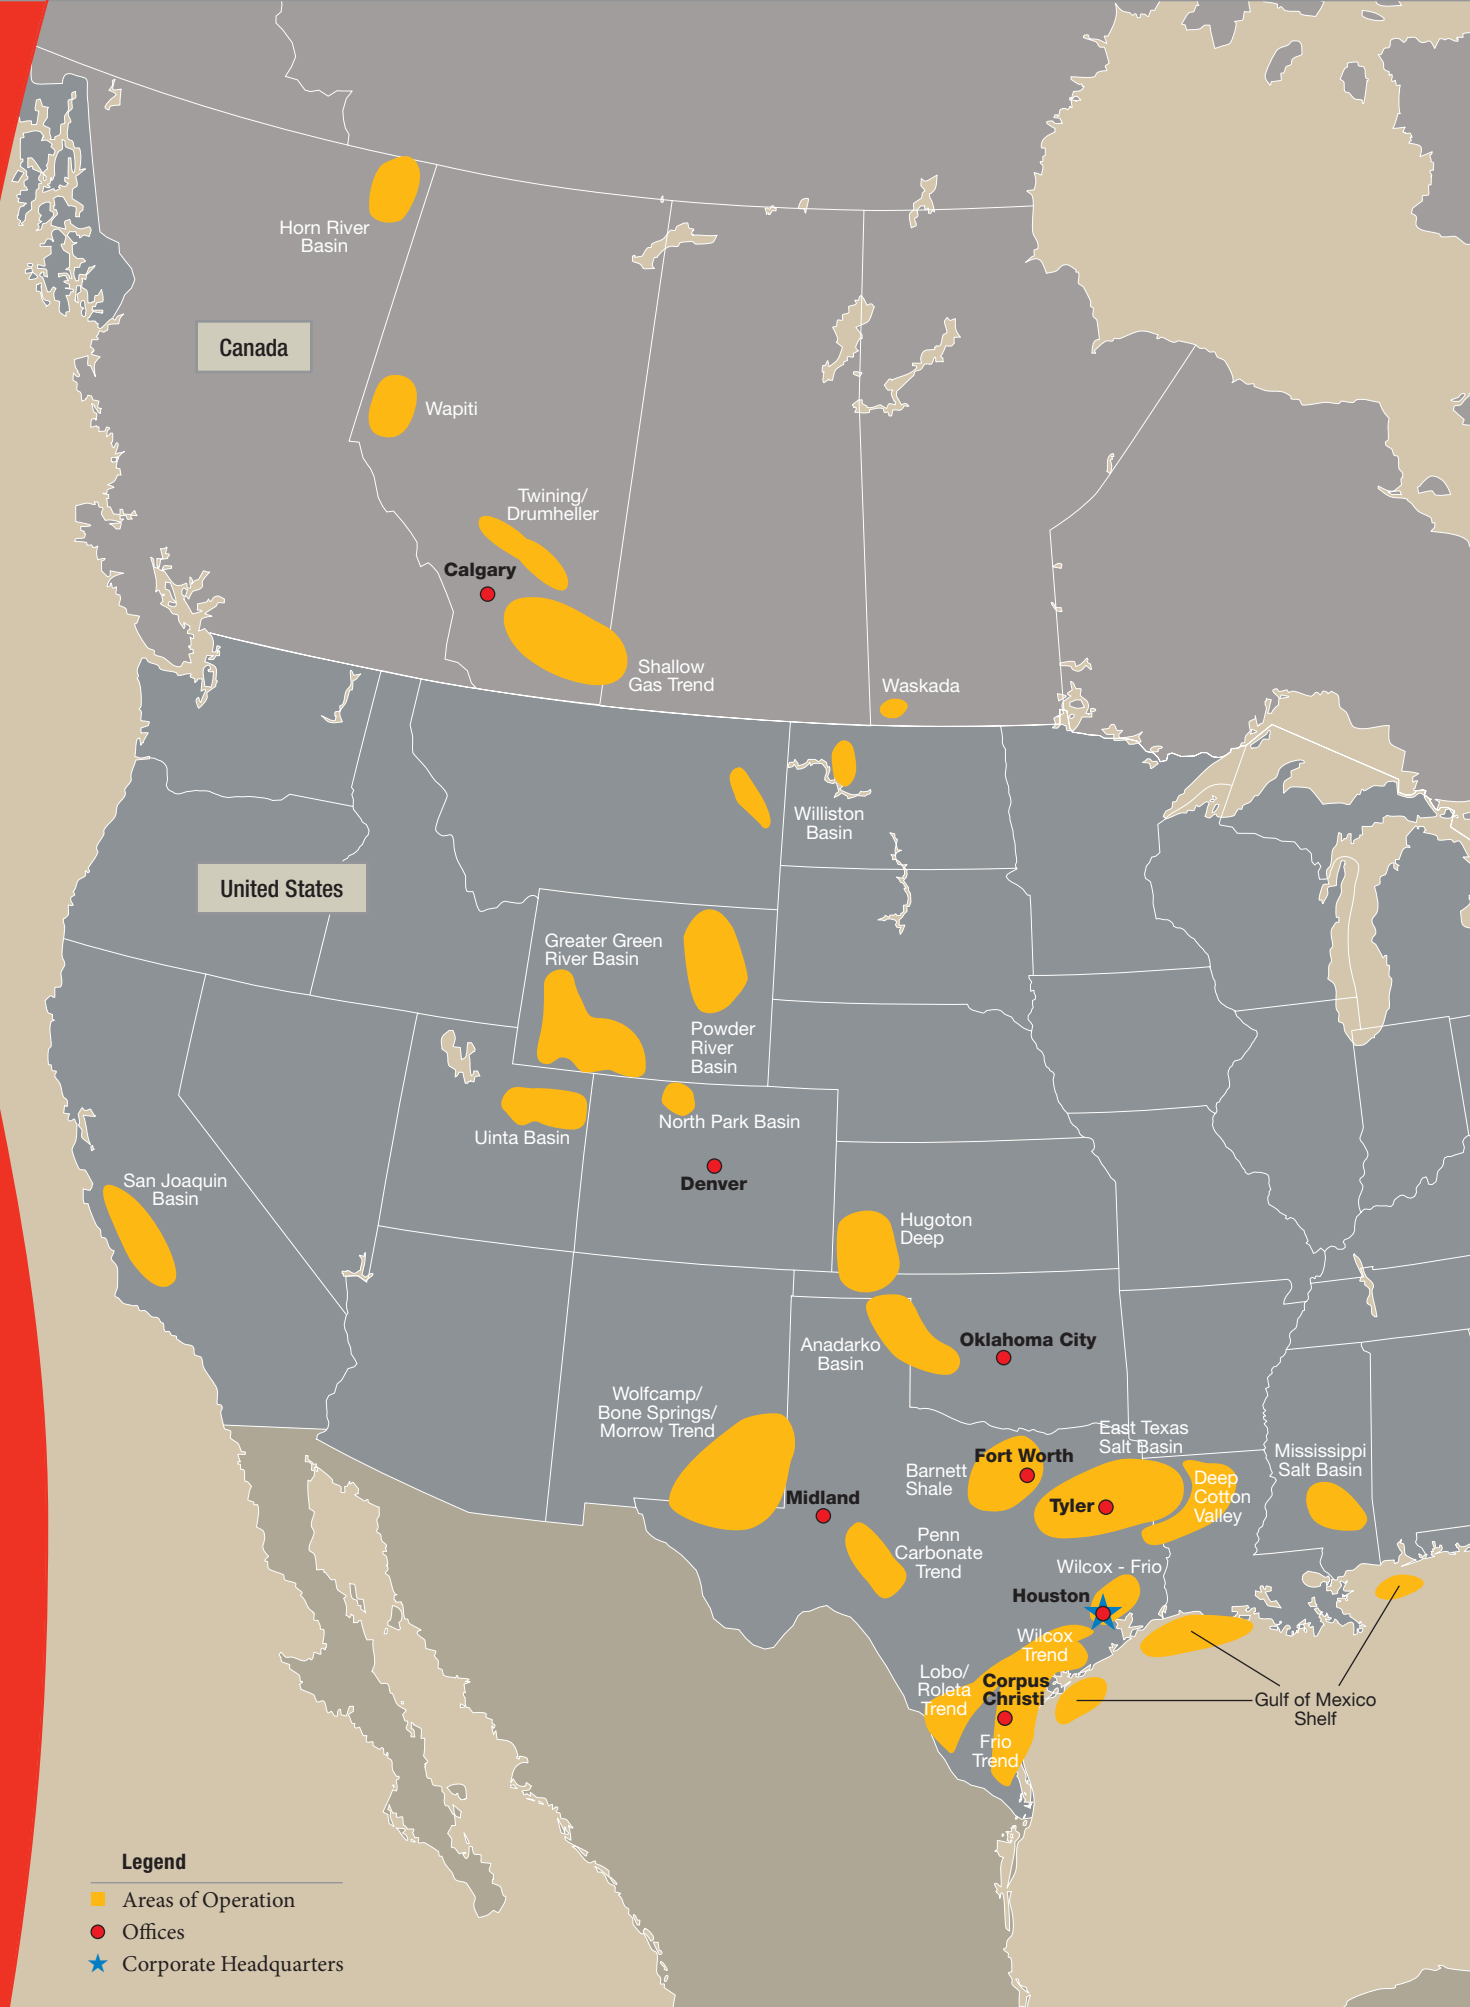 Horn River
Basin
Canada
Wapiti
Twining/
Drumheller
Calgary
Shallow
Gas Trend
Waskada
Williston
Basin
United States
Greater Green
River Basin
Powder
River
Basin
North Park Basin
Uinta Basin
Denver
San Joaquin
Basin
Hugoton
Deep
Anadarko
Basin
Oklahoma City
Wolfcamp/
Bone Springs/
Morrow Trend
East Texas
Salt Basin
Fort Worth
Barnett
Shale
Mississippi
Salt Basin
Deep
Cotton
Valley
Midland
Tyler
Penn
Carbonate
Trend
Wilcox - Frio
Houston
Wilcox
Trend
Lobo/
Roleta
Trend
Corpus
Christi
Gulf of Mexico
Shelf
Frio
Trend
Legend
Areas of Operation
Offices
Corporate Headquarters